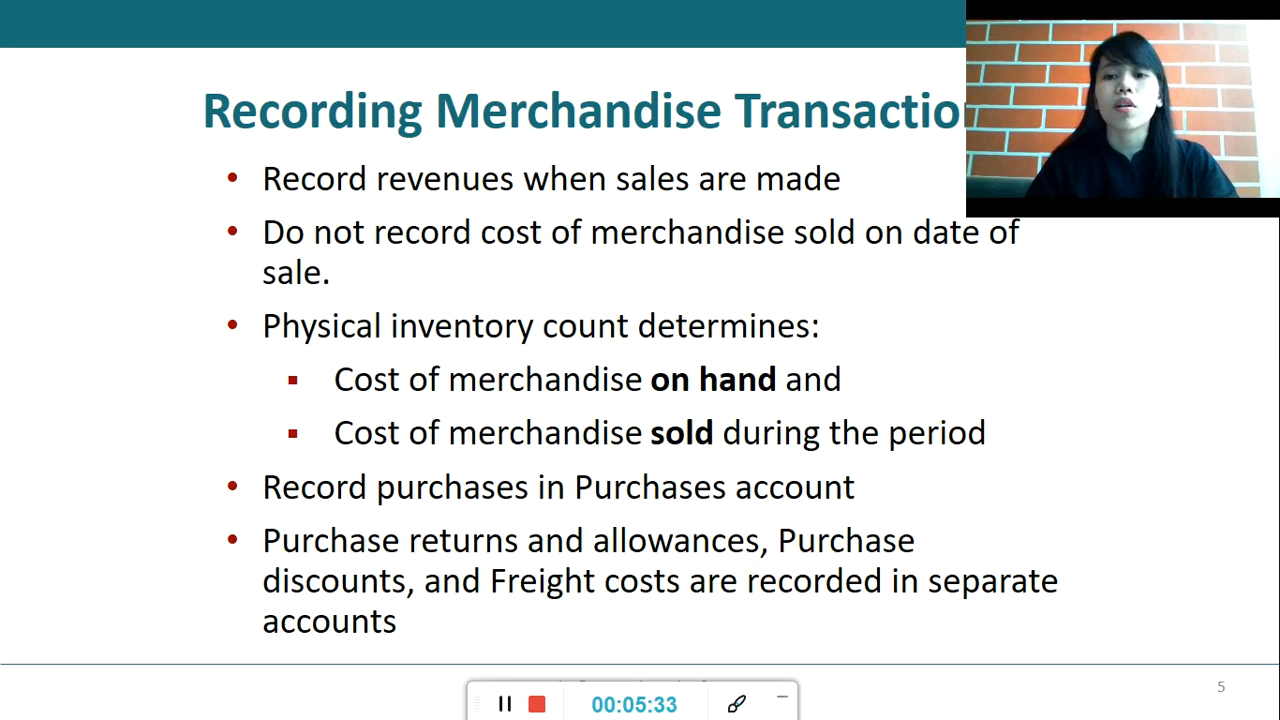 Recording Merchandise Transactio
• Record revenues when sales are made
• Do not record cost of merchandise sold on date of
sale.
• Physical inventory count determines:
▪ Cost of merchandise on hand and
▪ Cost of merchandise sold during the period
• Record purchases in Purchases account
• Purchase returns and allowances, Purchase
discounts, and Freight costs are recorded in separate
accounts
5
00:05:33